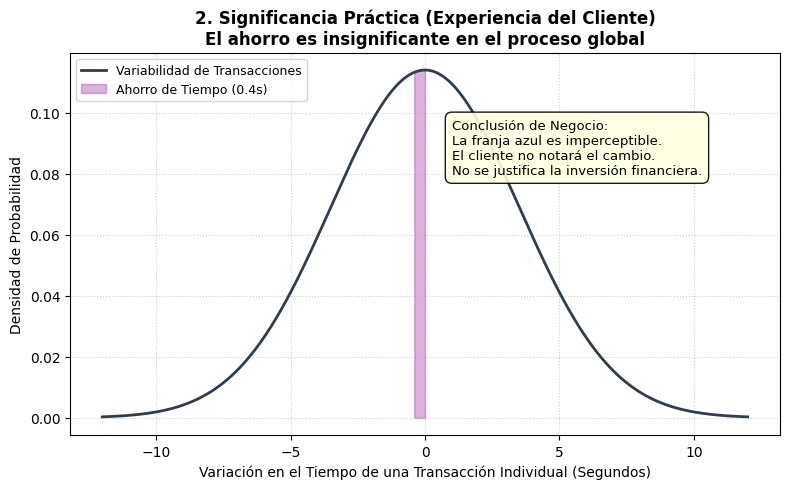 2. Significancia Práctica (Experiencia del Cliente)
El ahorro es insignificante en el proceso global
Variabilidad de Transacciones
Ahorro de Tiempo (0.4s)
Conclusión de Negocio:
La franja azul es imperceptible.
El cliente no notará el cambio.
No se justifica la inversión financiera.
Densidad de Probabilidad
0.10
0.08
0.06
0.04
0.02
0.00
−10
−5
0
5
10
Variación en el Tiempo de una Transacción Individual (Segundos)